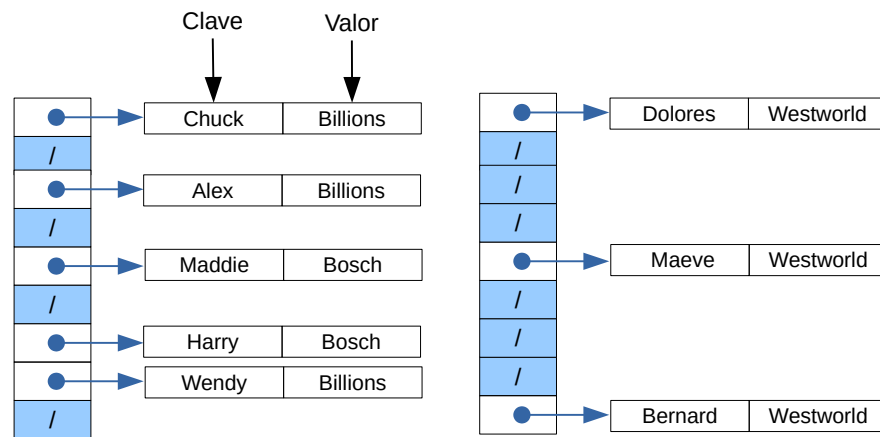 Clave Valor
Chuck Billions
/
Alex Billions
/
Maddie Bosch
/
Harry Bosch
Wendy Billions
/
Dolores Westworld
/
/
/
Maeve Westworld
/
/
/
Bernard Westworld